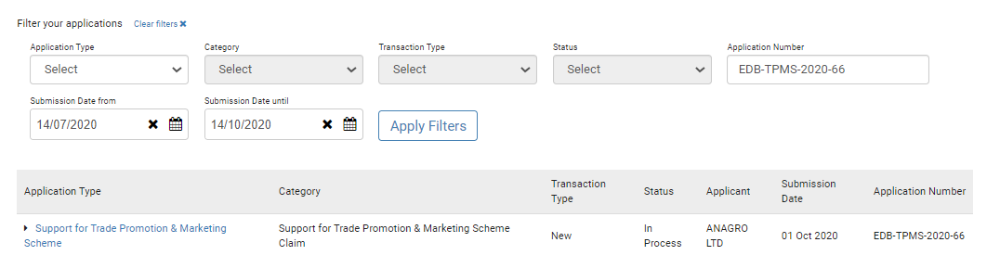 Filter your applications Clear filters ✖
Application Type Category Transaction Type Status Application Number
Select Select Select Select EDB-TPMS-2020-66
Submission Date from Submission Date until
14/07/2020 14/10/2020 Apply Filters
Application Type Category Transaction Type Status Applicant Submission Date Application Number
Support for Trade Promotion & Marketing Scheme
Support for Trade Promotion & Marketing Scheme Claim
New
In Process
ANAGRO LTD
01 Oct 2020
EDB-TPMS-2020-66